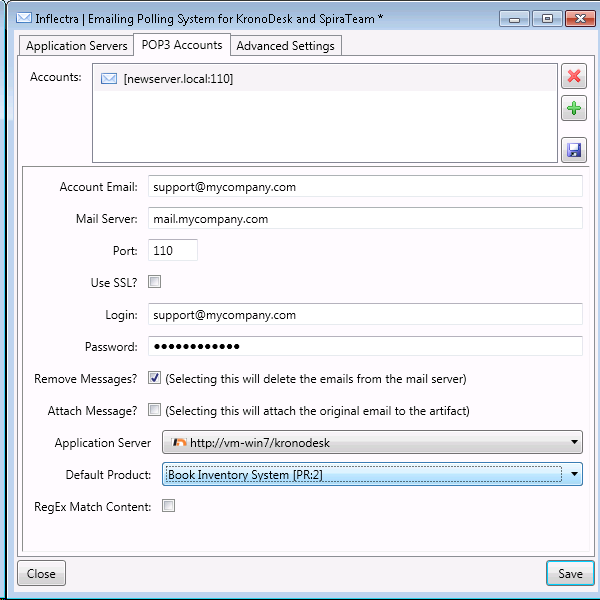 Inflectra | Emailing Polling System for KronoDesk and SpiraTeam *
Application Servers POP3 Accounts Advanced Settings
Accounts: [newserver.local:110]
Account Email: support@mycompany.com
Mail Server: mail.mycompany.com
Port: 110
Use SSL?
Login: support@mycompany.com
Password: ●●●●●●●●●●●●
Remove Messages? (Selecting this will delete the emails from the mail server)
Attach Message? (Selecting this will attach the original email to the artifact)
Application Server http://vm-win7/kronodesk
Default Product: Book Inventory System [PR:2]
RegEx Match Content:
Close Save